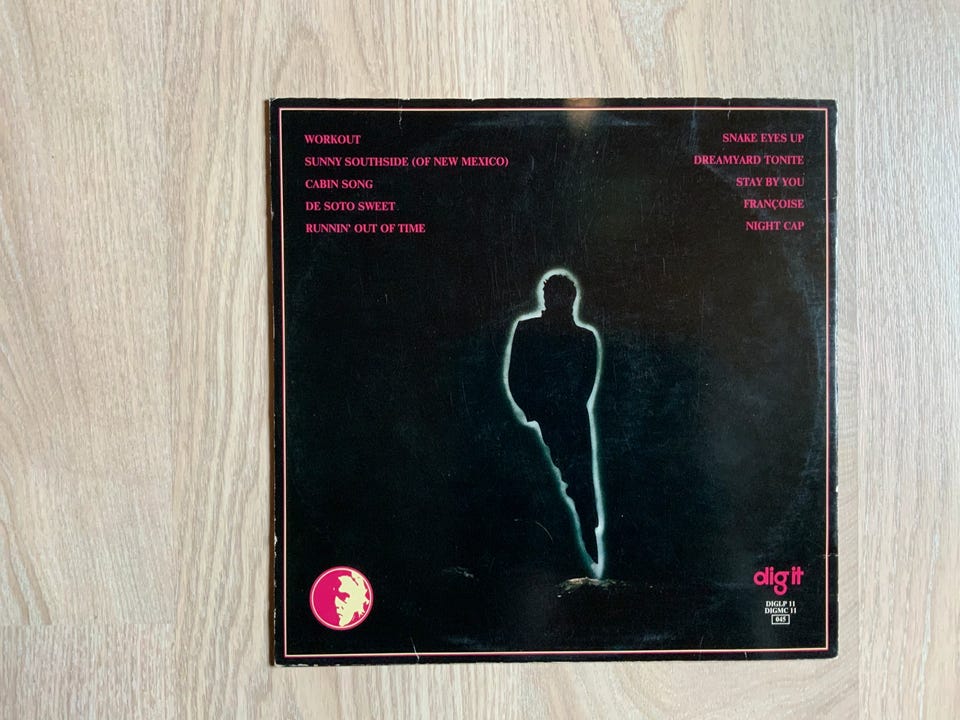 WORKOUT
SUNNY SOUTHSIDE (OF NEW MEXICO)
CABIN SONG
DE SOTO SWEET
RUNNIN' OUT OF TIME
SNAKE EYES UP
DREAMYARD TONITE
STAY BY YOU
FRANÇOISE
NIGHT CAP
dig it
DIGLP 11
DIGMC 11
045